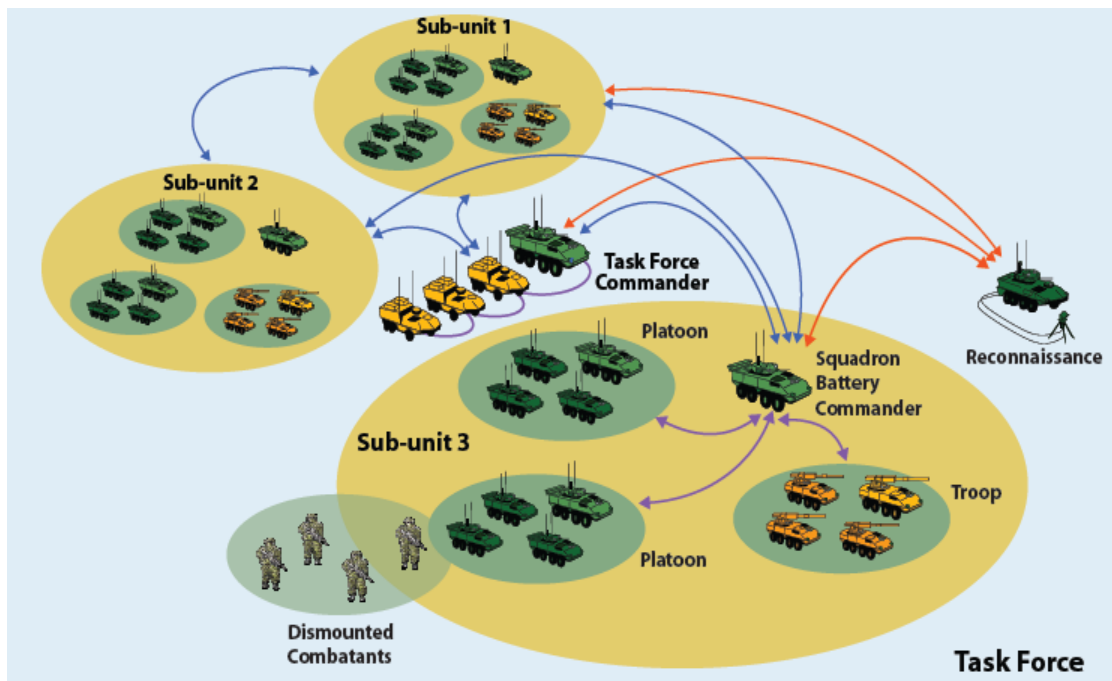 Sub-unit 1
Sub-unit 2
Task Force
Commander
Platoon
Squadron
Battery
Commander
Reconnaissance
Sub-unit 3
Troop
Platoon
Dismounted
Combatants
Task Force